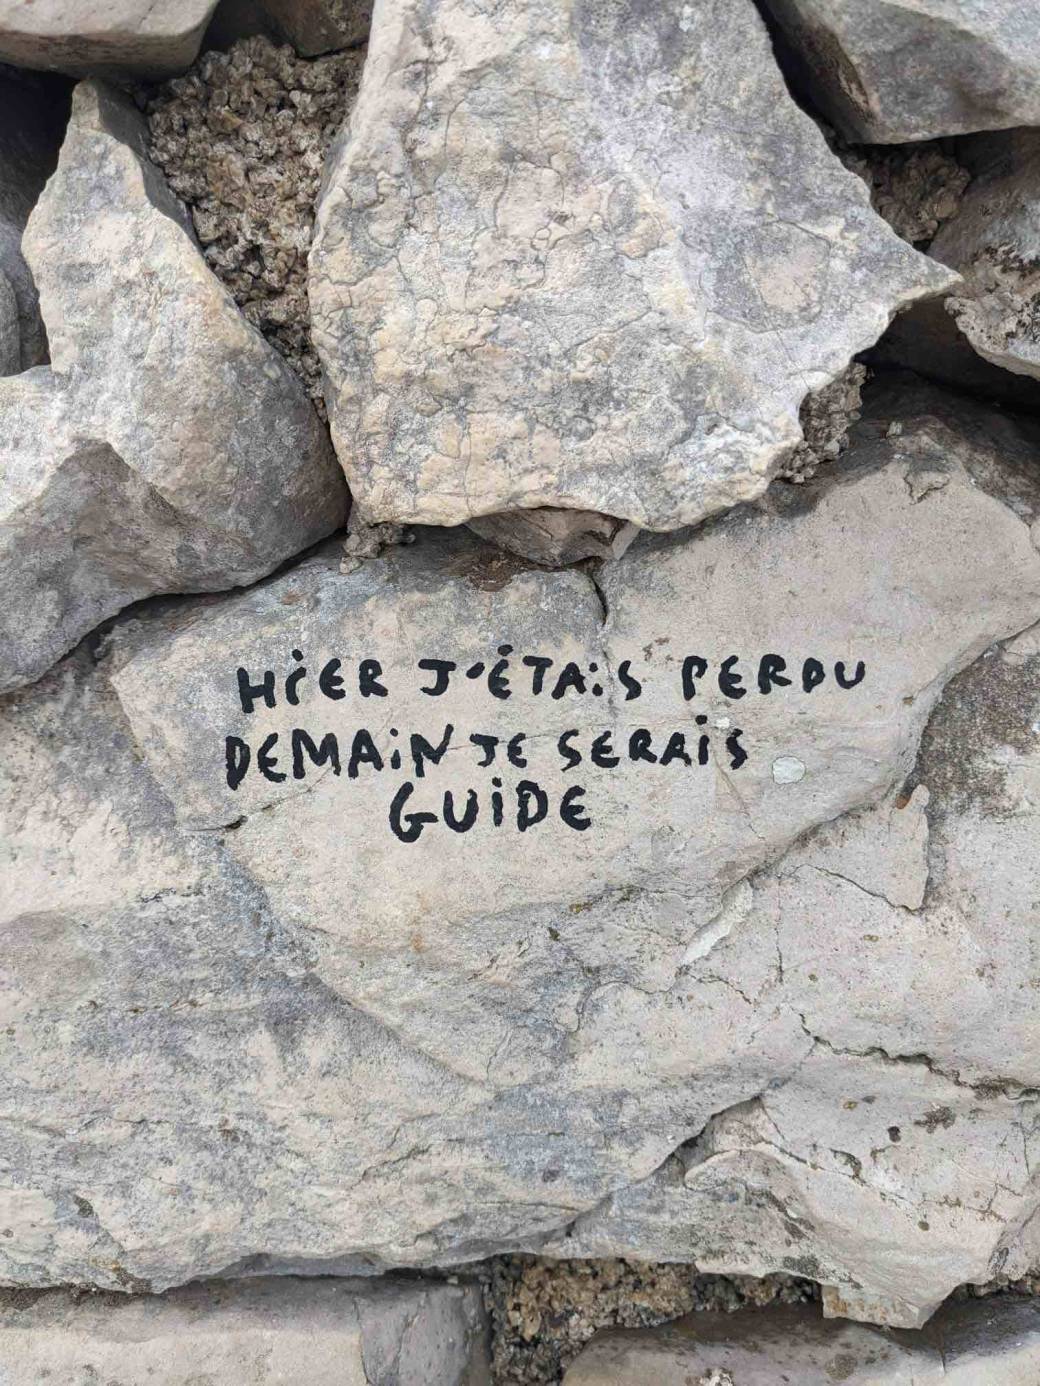 HiER J'ÉTAiS PERDU
DEMAiN JE SERAiS
GUiDE